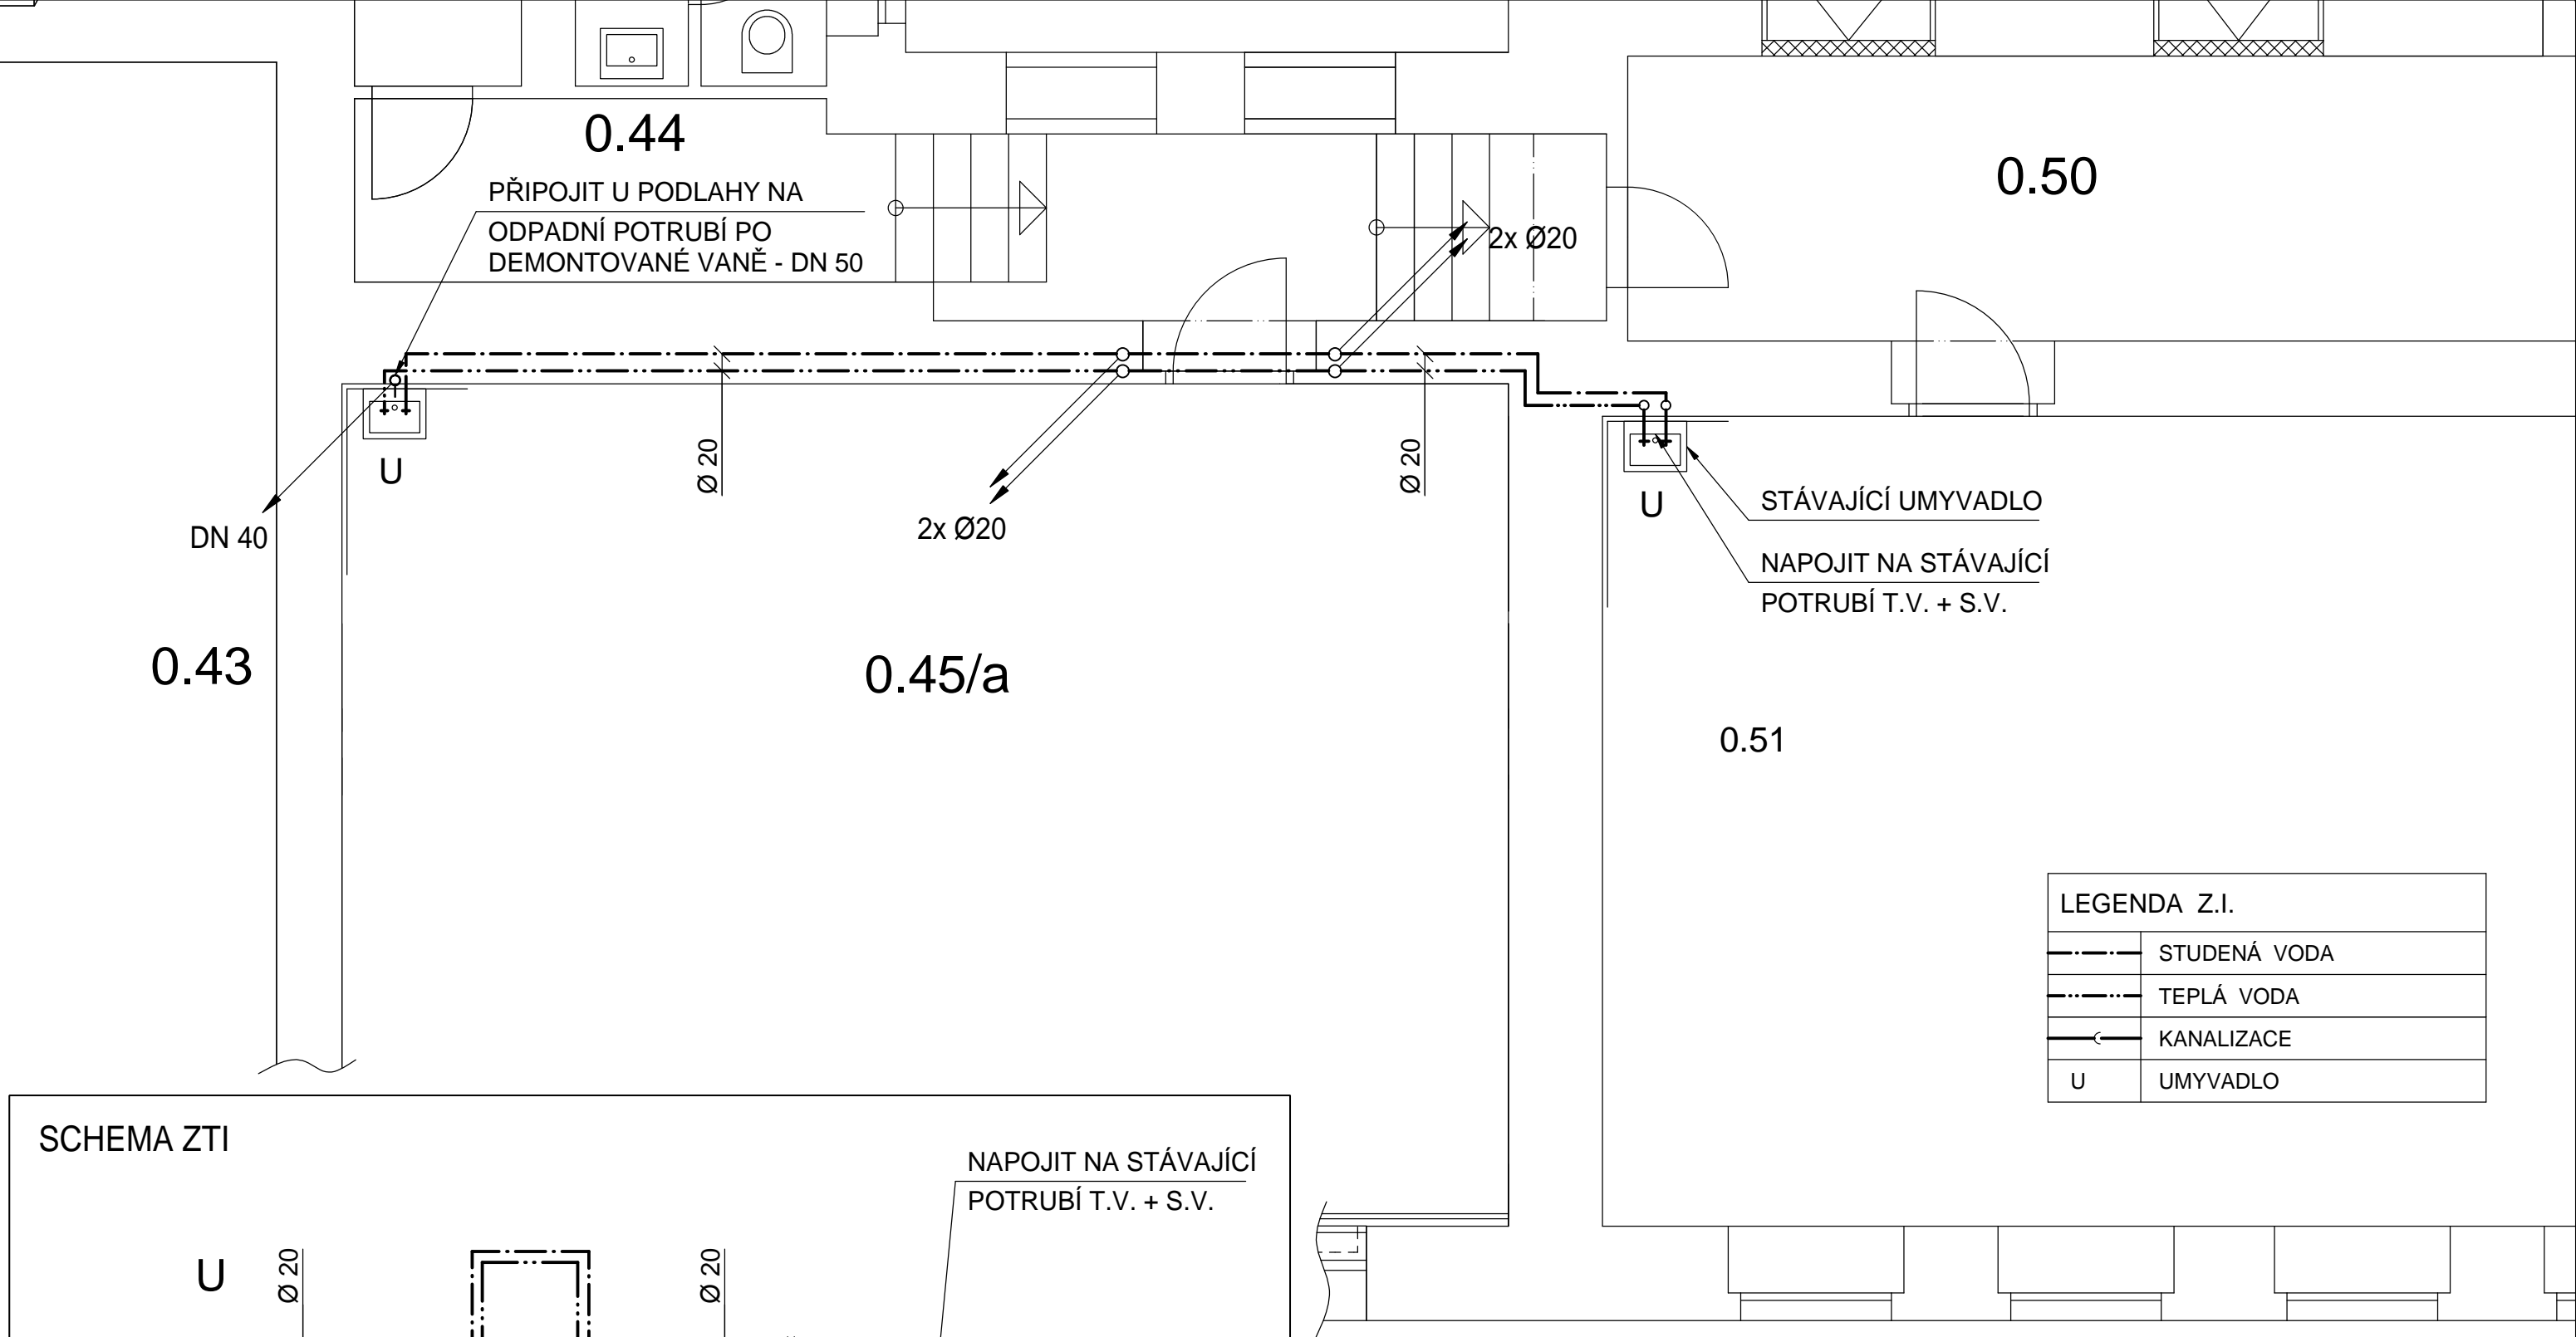 0.44
PŘIPOJIT U PODLAHY NA
ODPADNÍ POTRUBÍ PO
DEMONTOVANÉ VANĚ - DN 50
2x Ø20
0.50
U
Ø 20
Ø 20
DN 40
2x Ø20
U
STÁVAJÍCÍ UMYVADLO
NAPOJIT NA STÁVAJÍCÍ
POTRUBÍ T.V. + S.V.
0.43
0.45/a
0.51
LEGENDA Z.I.
STUDENÁ VODA
TEPLÁ VODA
KANALIZACE
U UMYVADLO
SCHEMA ZTI
NAPOJIT NA STÁVAJÍCÍ
POTRUBÍ T.V. + S.V.
U
Ø 20
Ø 20